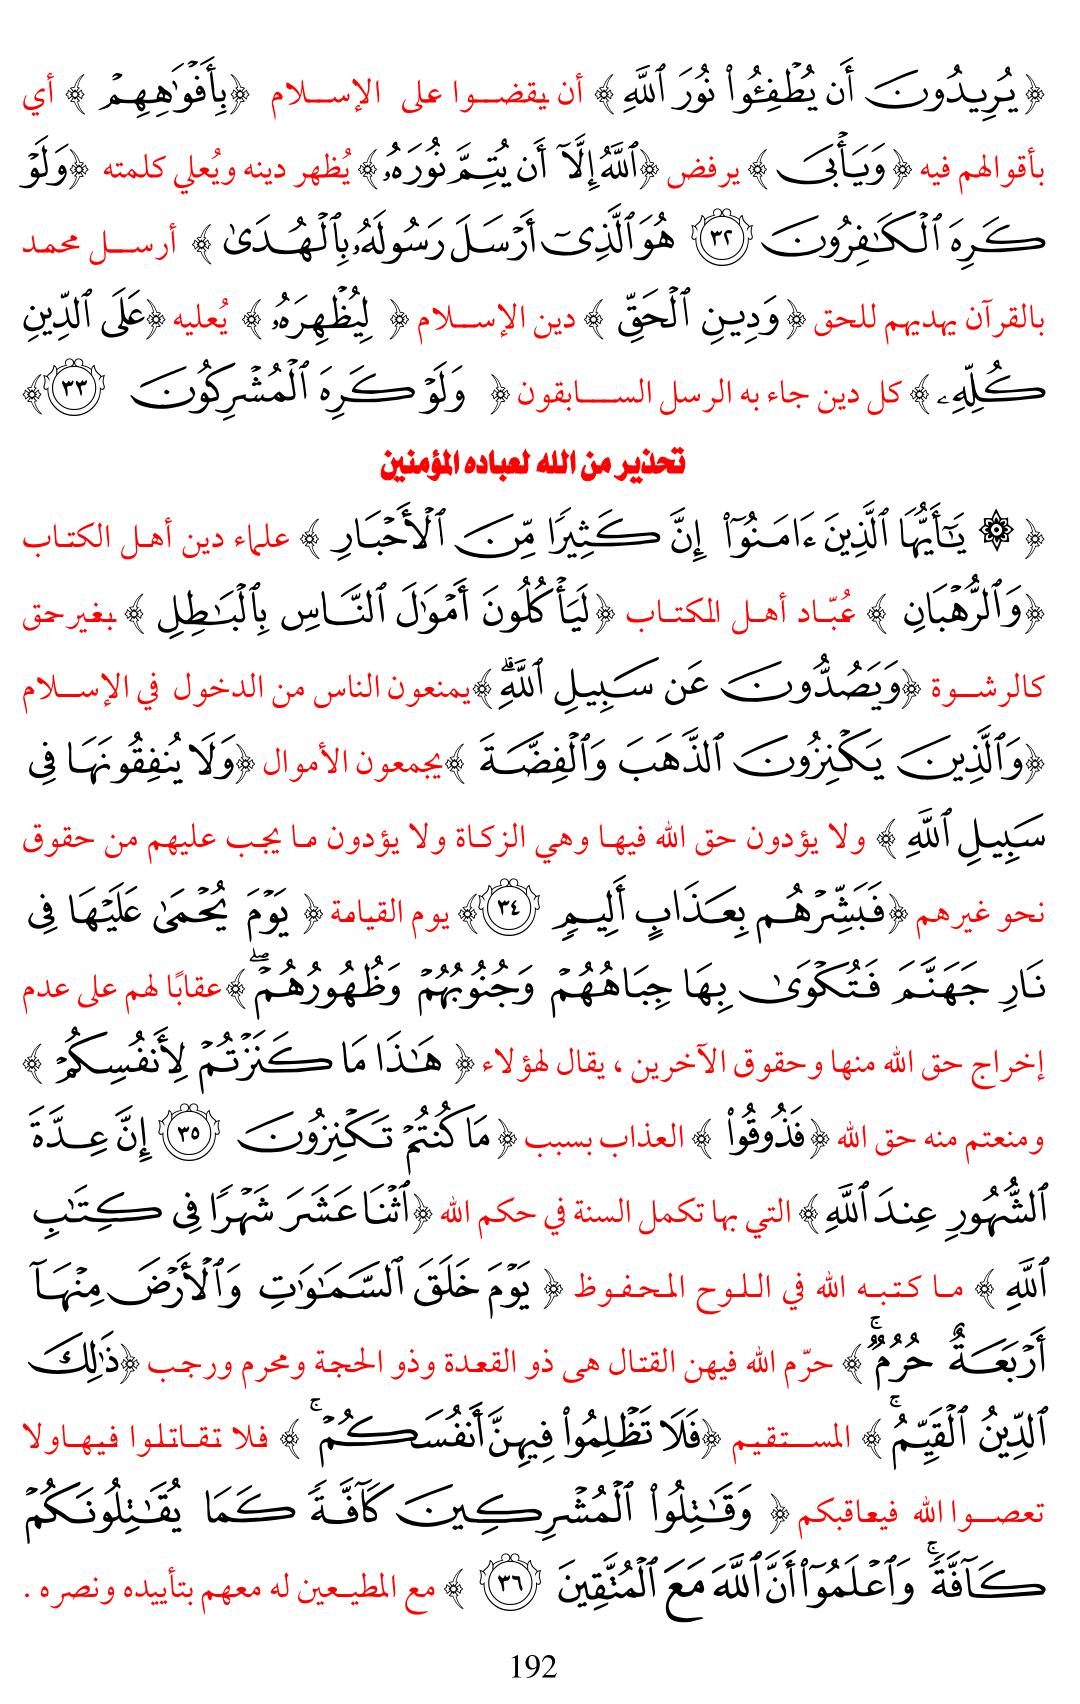 ﴿ يُرِيدُونَ أَن يُطْفِـُٔوا۟ نُورَ ٱللَّهِ ﴾ أن يقضوا على الإسلام ﴿بِأَفْوَٰهِهِمْ ﴾ أي
بأقوالهم فيه ﴿ وَيَأْبَى ﴾ يرفض ﴿ٱللَّهُ إِلَّآ أَن يُتِمَّ نُورَهُۥ﴾ يُظهر دينه ويُعلي كلمته ﴿وَلَوْ
كَرِهَ ٱلْكَٰفِرُونَ ٣٢ هُوَ ٱلَّذِىٓ أَرْسَلَ رَسُولَهُۥ بِٱلْهُدَىٰ ﴾ أرسل محمد
بالقرآن يهديهم للحق ﴿ وَدِينِ ٱلْحَقِّ ﴾ دين الإسلام ﴿ لِيُظْهِرَهُۥ ﴾ يُعليه ﴿عَلَى ٱلدِّينِ
كُلِّهِۦ ﴾ كل دين جاء به الرسل السابقون ﴿ وَلَوْ كَرِهَ ٱلْمُشْرِكُونَ ٣٣ ﴾
تحذير من الله لعباده المؤمنين
﴿ ۞ يَٰٓأَيُّهَا ٱلَّذِينَ ءَامَنُوٓا۟ إِنَّ كَثِيرًا مِّنَ ٱلْأَحْبَارِ ﴾ علماء دين أهل الكتاب
﴿وَٱلرُّهْبَانِ ﴾ عُبّاد أهل الكتاب ﴿لَيَأْكُلُونَ أَمْوَٰلَ ٱلنَّاسِ بِٱلْبَٰطِلِ ﴾ بغير حق
كالرشوة ﴿وَيَصُدُّونَ عَن سَبِيلِ ٱللَّهِ ۗ﴾ يمنعون الناس من الدخول في الإسلام
﴿وَٱلَّذِينَ يَكْنِزُونَ ٱلذَّهَبَ وَٱلْفِضَّةَ ﴾ يجمعون الأموال ﴿وَلَا يُنفِقُونَهَا فِى
سَبِيلِ ٱللَّهِ ﴾ ولا يؤدون حق الله فيها وهي الزكاة ولا يؤدون ما يجب عليهم من حقوق
نحو غيرهم ﴿فَبَشِّرْهُم بِعَذَابٍ أَلِيمٍ ٣٤ ﴾ يوم القيامة ﴿ يَوْمَ يُحْمَىٰ عَلَيْهَا فِى
نَارِ جَهَنَّمَ فَتُكْوَىٰ بِهَا جِبَاهُهُمْ وَجُنُوبُهُمْ وَظُهُورُهُمْ ۖ﴾ عقابًا لهم على عدم
إخراج حق الله منها وحقوق الآخرين ، يقال لهؤلاء ﴿ هَٰذَا مَا كَنَزْتُمْ لِأَنفُسِكُمْ ﴾
ومنعتم منه حق الله ﴿فَذُوقُوا۟ ﴾ العذاب بسبب ﴿ مَا كُنتُمْ تَكْنِزُونَ ٣٥ إِنَّ عِدَّةَ
ٱلشُّهُورِ عِندَ ٱللَّهِ ﴾ التي بها تكمل السنة في حكم الله ﴿ٱثْنَا عَشَرَ شَهْرًا فِى كِتَٰبِ
ٱللَّهِ ﴾ ما كتبه الله في اللوح المحفوظ ﴿ يَوْمَ خَلَقَ ٱلسَّمَٰوَٰتِ وَٱلْأَرْضَ مِنْهَآ
أَرْبَعَةٌ حُرُمٌ ۚ﴾ حرّم الله فيهن القتال هى ذو القعدة وذو الحجة ومحرم ورجب ﴿ذَٰلِكَ
ٱلدِّينُ ٱلْقَيِّمُ ۚ﴾ المستقيم ﴿فَلَا تَظْلِمُوا۟ فِيهِنَّ أَنفُسَكُمْ ۚ ﴾ فلا تقاتلوا فيها ولا
تعصوا الله فيعاقبكم ﴿ وَقَٰتِلُوا۟ ٱلْمُشْرِكِينَ كَآفَّةً كَمَا يُقَٰتِلُونَكُمْ
كَآفَّةً ۚ وَٱعْلَمُوٓا۟ أَنَّ ٱللَّهَ مَعَ ٱلْمُتَّقِينَ ٣٦ ﴾ مع المطيعين له معهم بتأييده ونصره .
192